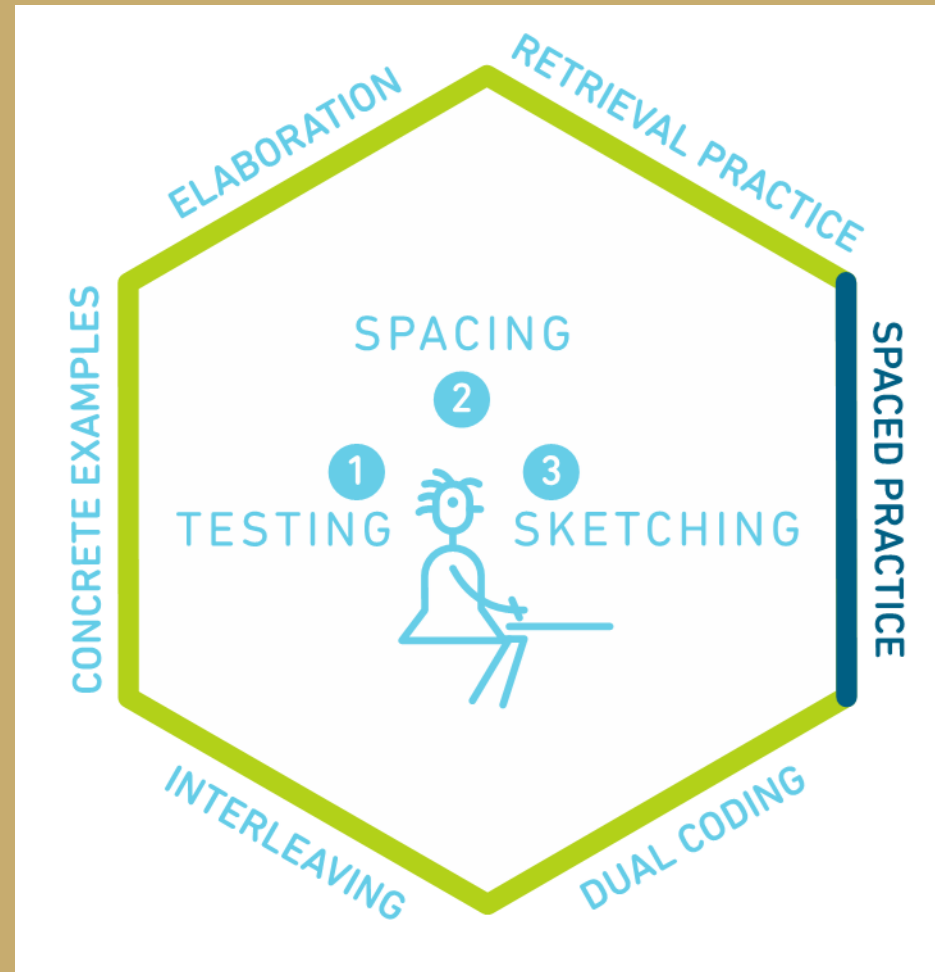 ELABORATION
RETRIEVAL PRACTICE
CONCRETE EXAMPLES
SPACING
2
1
3
TESTING
SKETCHING
SPACED PRACTICE
INTERLEAVING
DUAL CODING